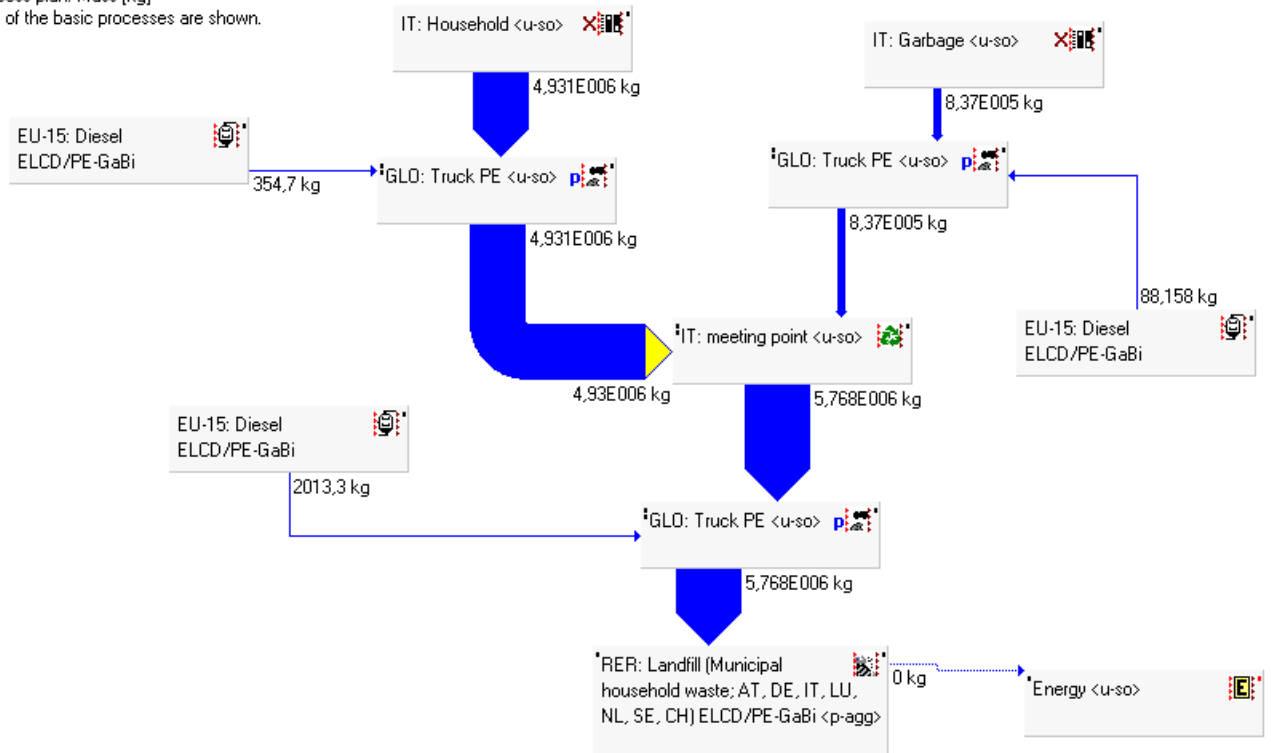 Mass [kg]
of the basic processes are shown.
IT: Household <u-so>
4,931E006 kg
IT: Garbage <u-so>
8,37E005 kg
EU-15: Diesel
ELCD/PE-GaBi
354,7 kg
GLO: Truck PE <u-so> p
4,931E006 kg
GLO: Truck PE <u-so> p
8,37E005 kg
88,158 kg
EU-15: Diesel
ELCD/PE-GaBi
IT: meeting point <u-so>
4,93E006 kg
5,768E006 kg
EU-15: Diesel
ELCD/PE-GaBi
2013,3 kg
GLO: Truck PE <u-so> p
5,768E006 kg
RER: Landfill (Municipal
household waste; AT, DE, IT, LU,
NL, SE, CH) ELCD/PE-GaBi <p-agg>
0 kg
Energy <u-so>
E